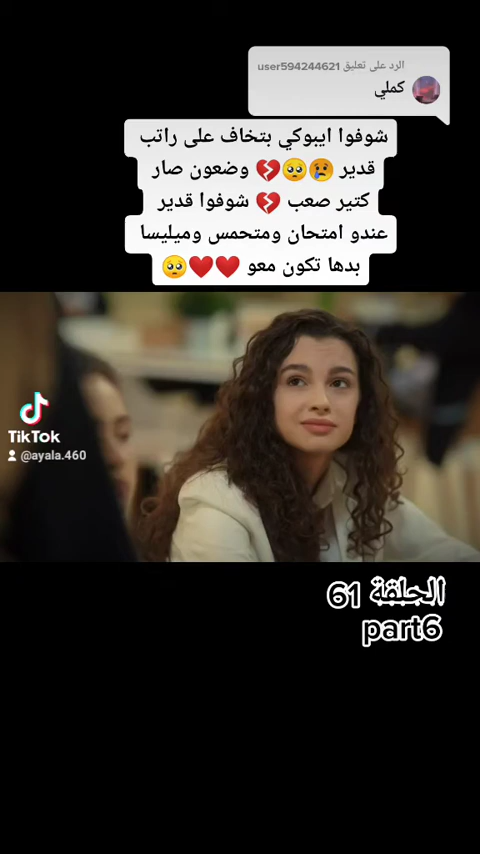 الرد على تعليق user594244621
كملي
شوفوا ايبوكي بتخاف على راتب
قدير 😢🥺💔 وضعون صار
كتير صعب 💔 شوفوا قدير
عندو امتحان ومتحمس وميليسا
بدها تكون معو ❤️❤️🥺
TikTok
@ayala.460
الحلقة 61
part6